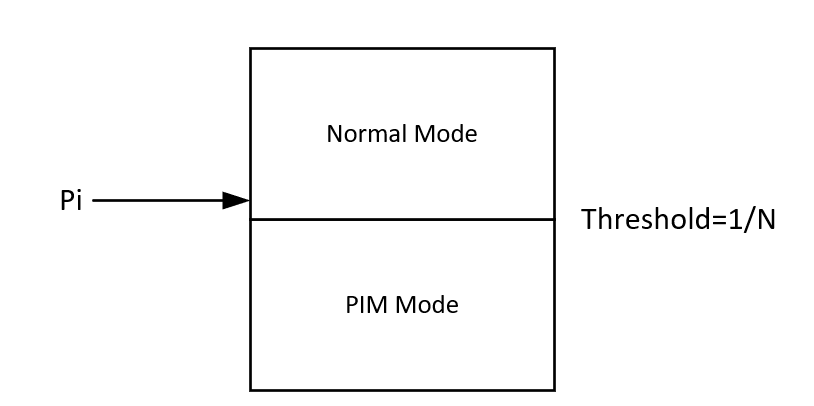 Normal Mode
Pi
Threshold=1/N
PIM Mode